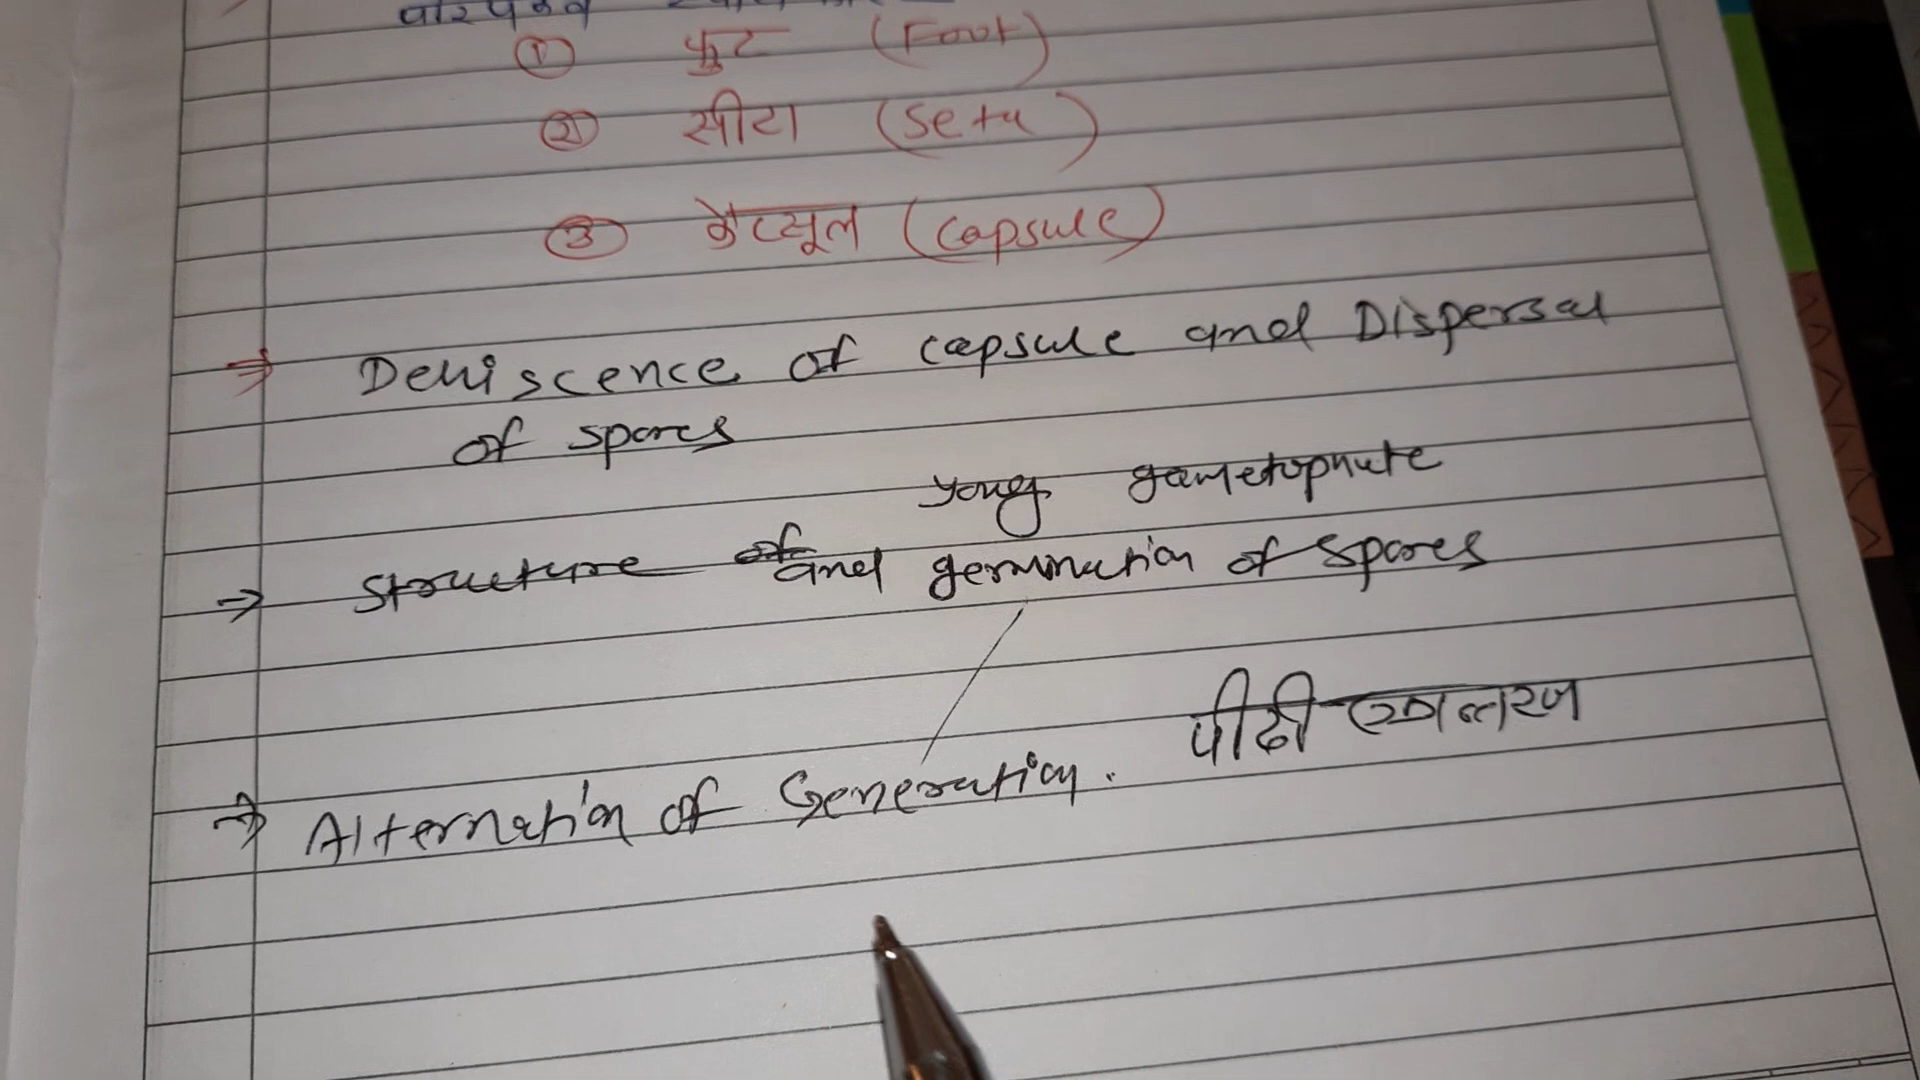 ① फुट (Foot)
② सीटा (Seta)
③ कैप्सूल (Capsule)
⇒ Dehiscence of capsule and Dispersal
of spores
young gametophyte
→ Structure of and germination of spores
→ Alternation of Generation. पीढी एकान्तरण